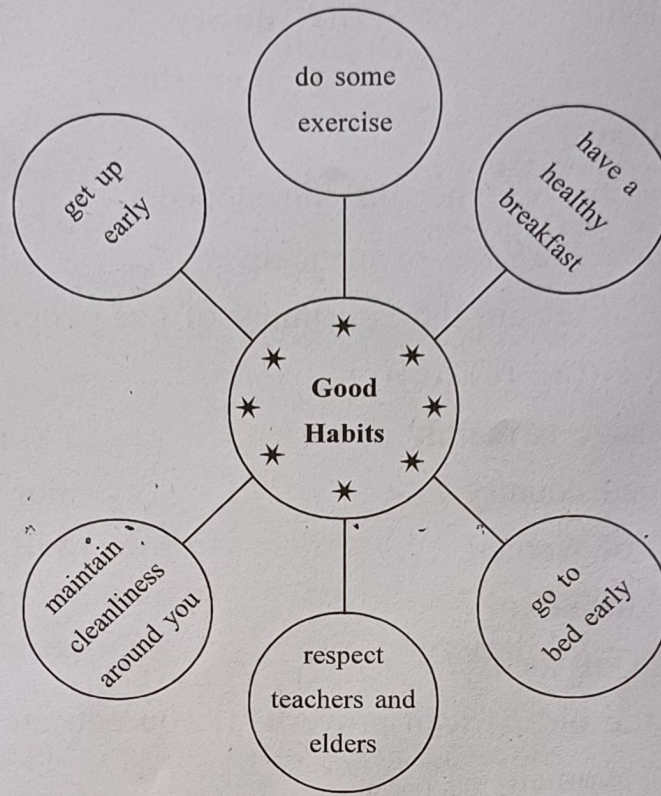 do some
exercise
get up
early
have a
healthy
breakfast
Good
Habits
maintain
cleanliness
around you
go to
bed early
respect
teachers and
elders